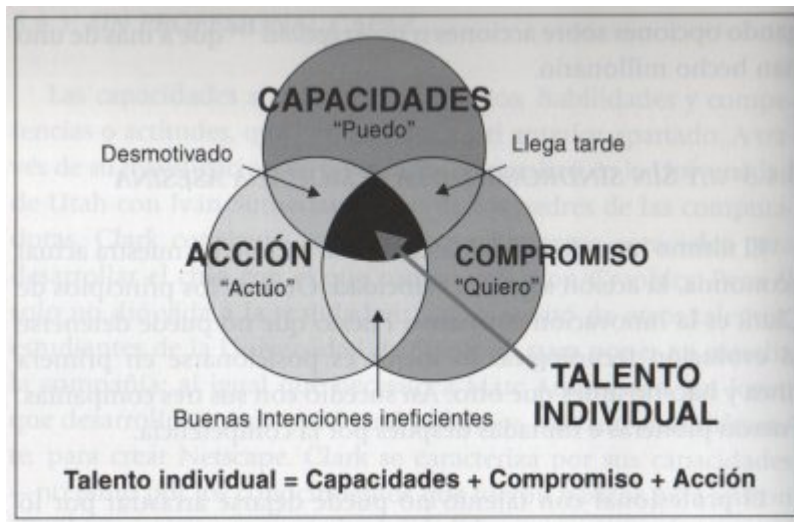 CAPACIDADES
"Puedo"
Desmotivado
Llega tarde
ACCIÓN
"Actúo"
COMPROMISO
"Quiero"
TALENTO
INDIVIDUAL
Buenas Intenciones ineficientes
Talento individual = Capacidades + Compromiso + Acción